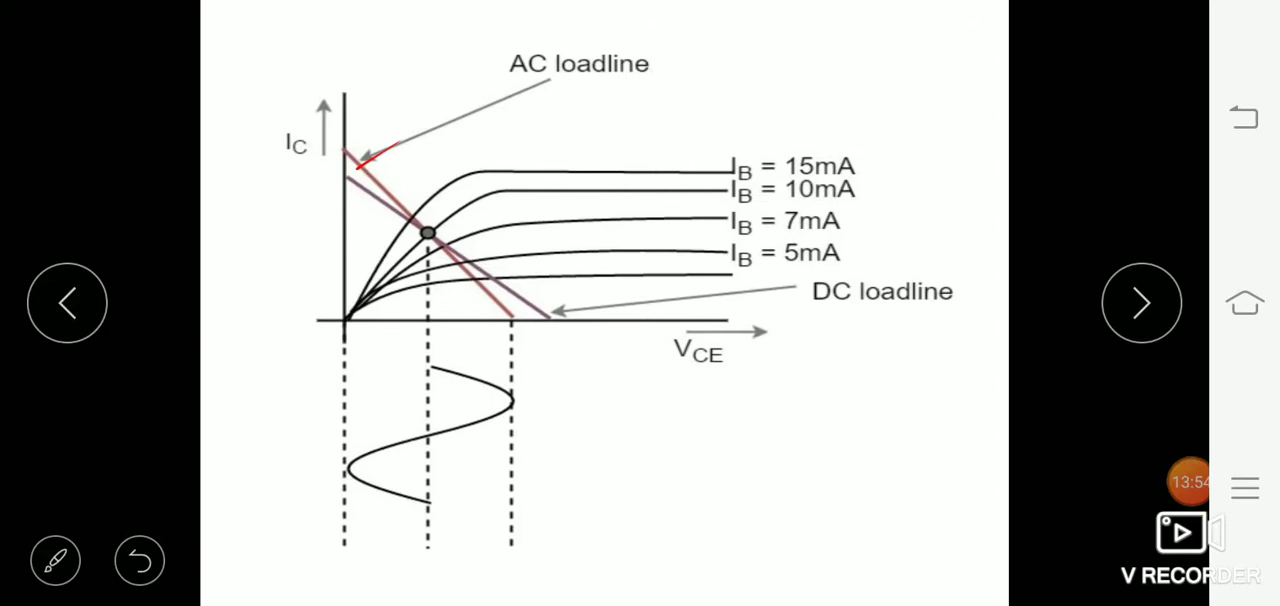 AC loadline
IC
IB = 15mA
IB = 10mA
IB = 7mA
IB = 5mA
DC loadline
VCE
13:54
V RECORDER